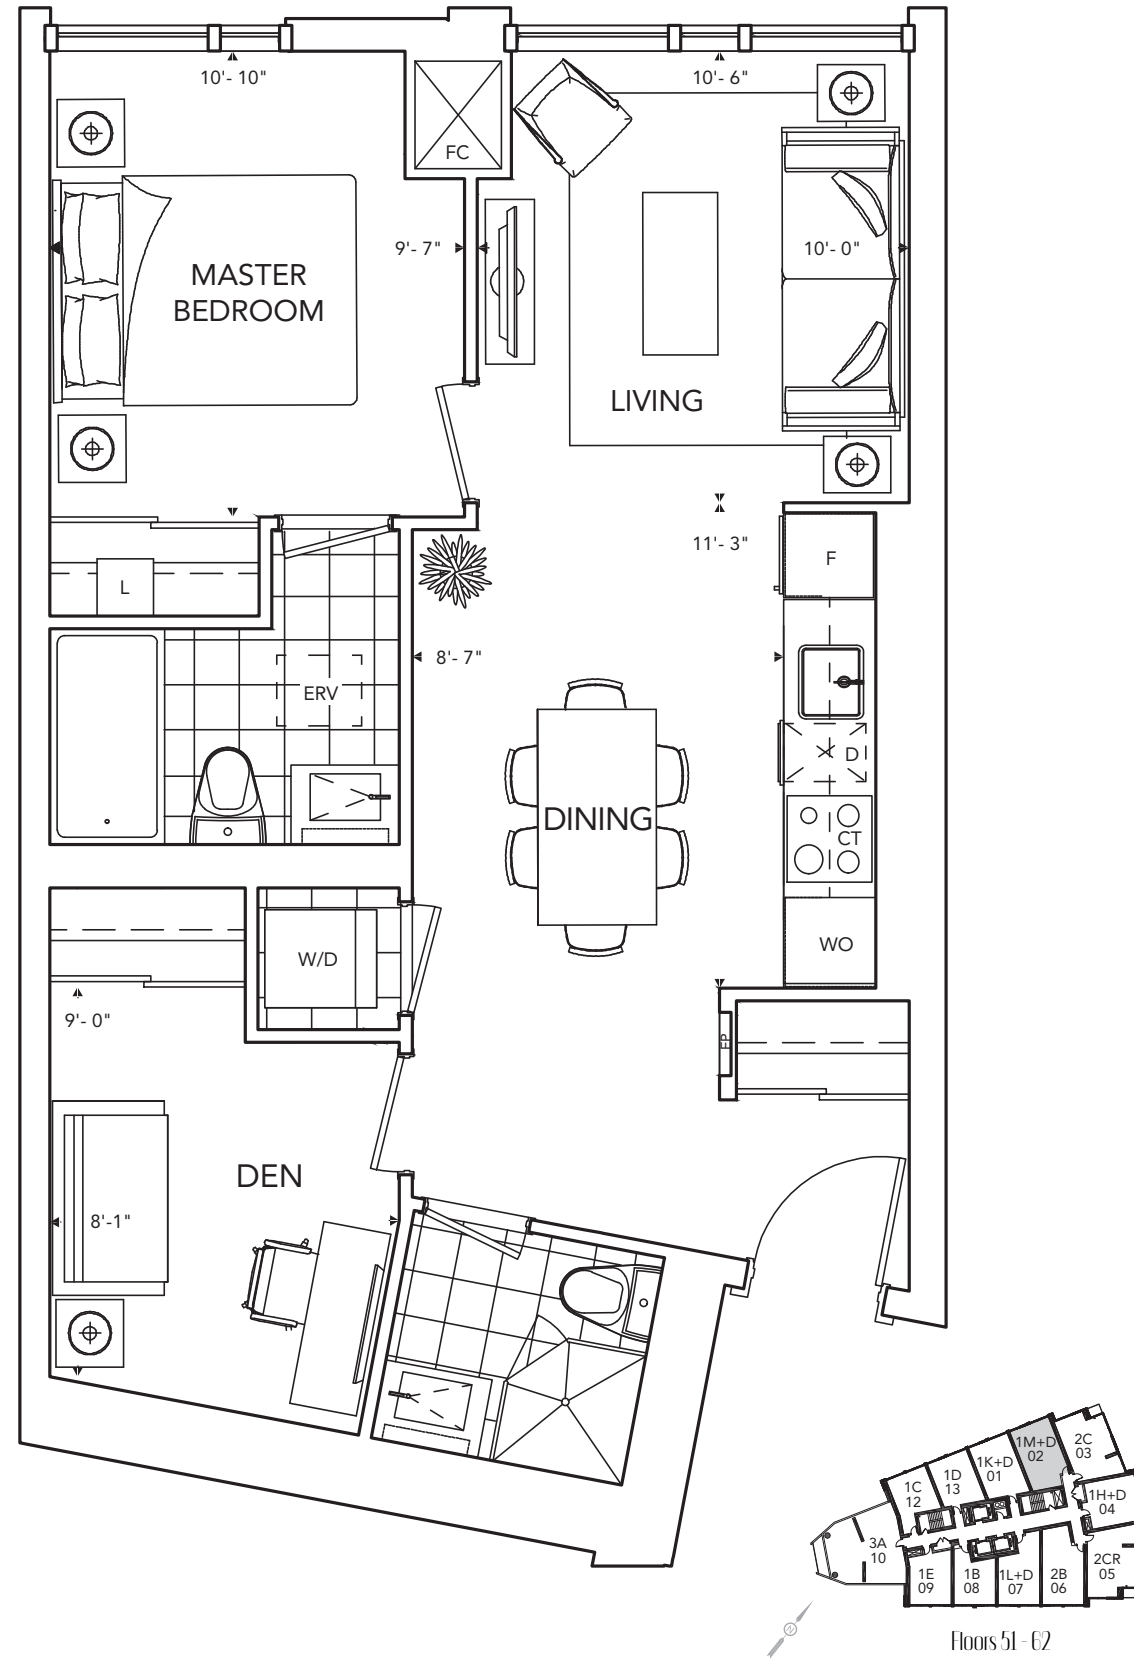 10'- 10"
10'- 6"
FC
9'- 7"
10'- 0"
MASTER
BEDROOM
LIVING
11'- 3"
F
L
8'- 7"
ERV
D
DINING
CT
WO
W/D
9'- 0"
FP
DEN
8'-1"
1M+D
02
2C
03
1K+D
01
1D
13
1C
12
1H+D
04
3A
10
1E
09
1B
08
1L+D
07
2B
06
2CR
05
N
Floors 51 - 62